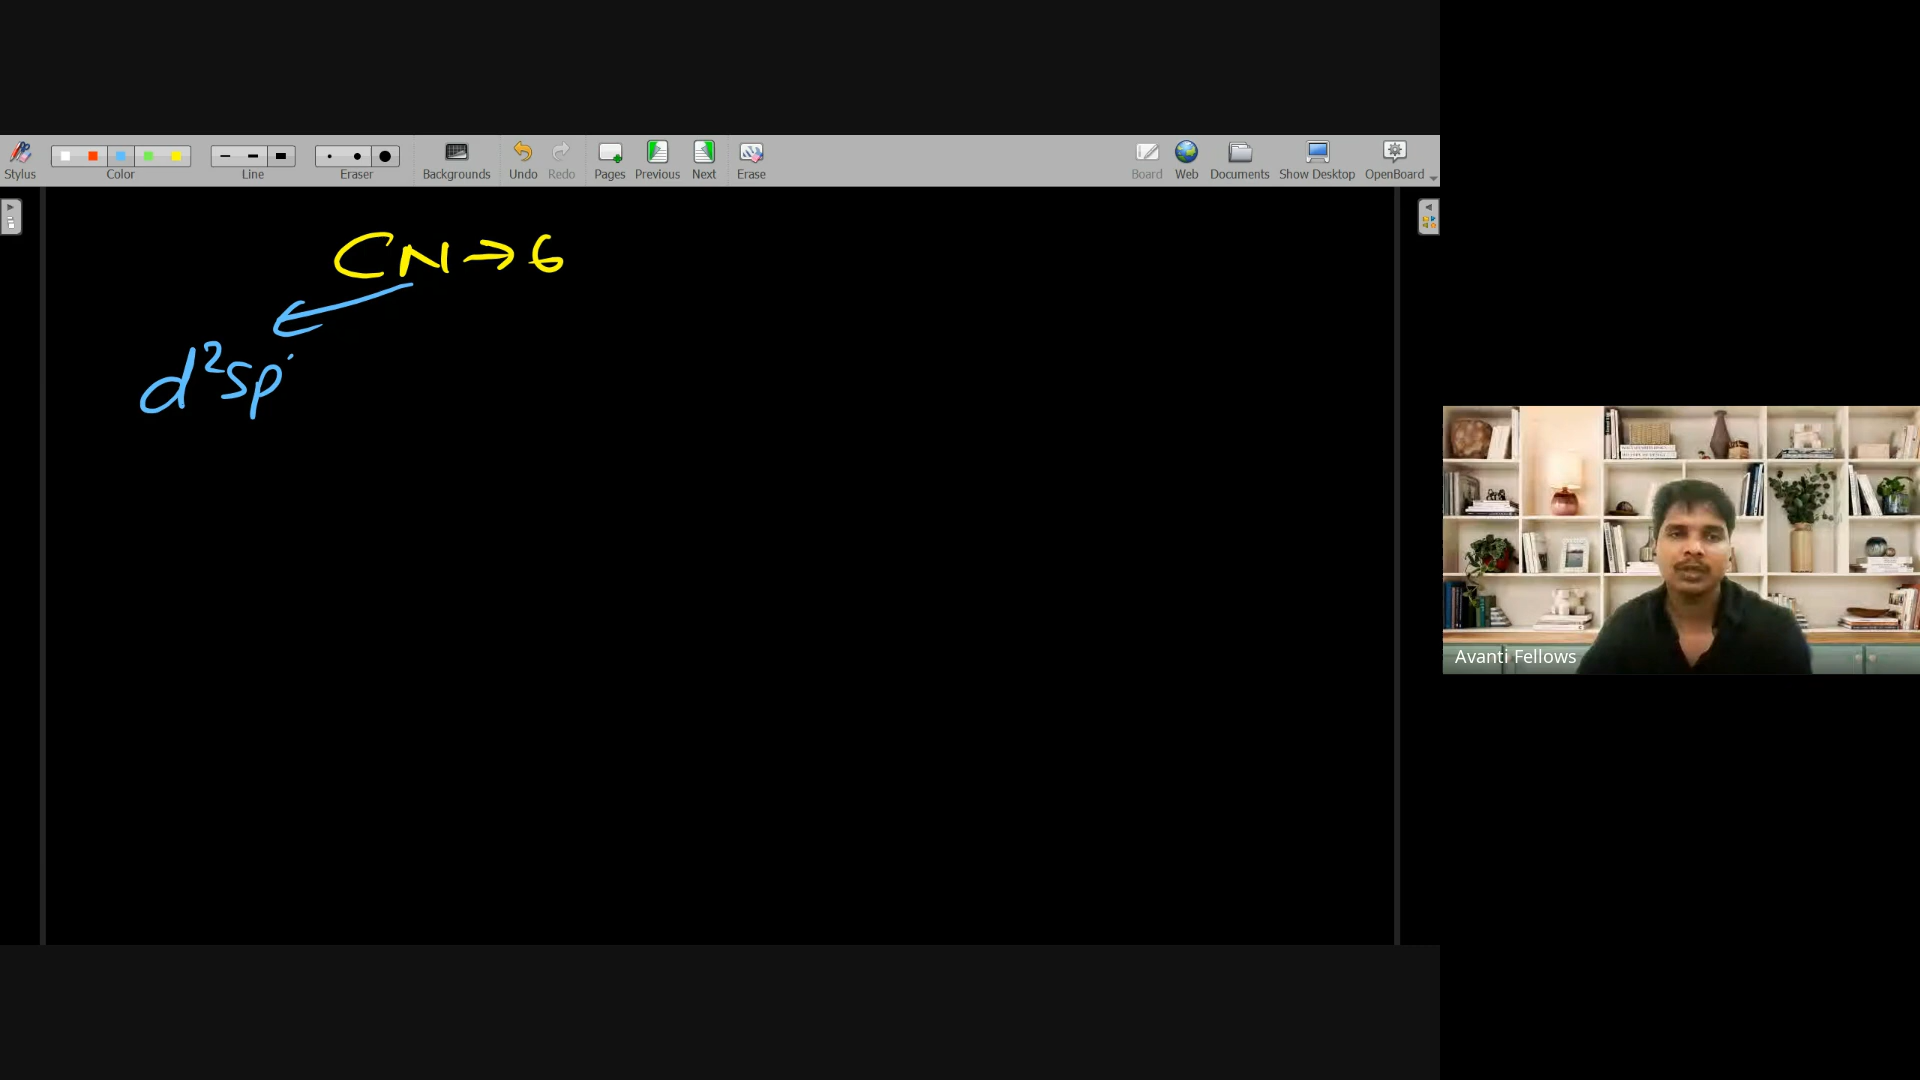 Stylus
Color
Line
Eraser
Backgrounds
Undo
Redo
Pages
Previous
Next
Erase
Board
Web
Documents
Show Desktop
OpenBoard
CN → 6
d²sp
Avanti Fellows